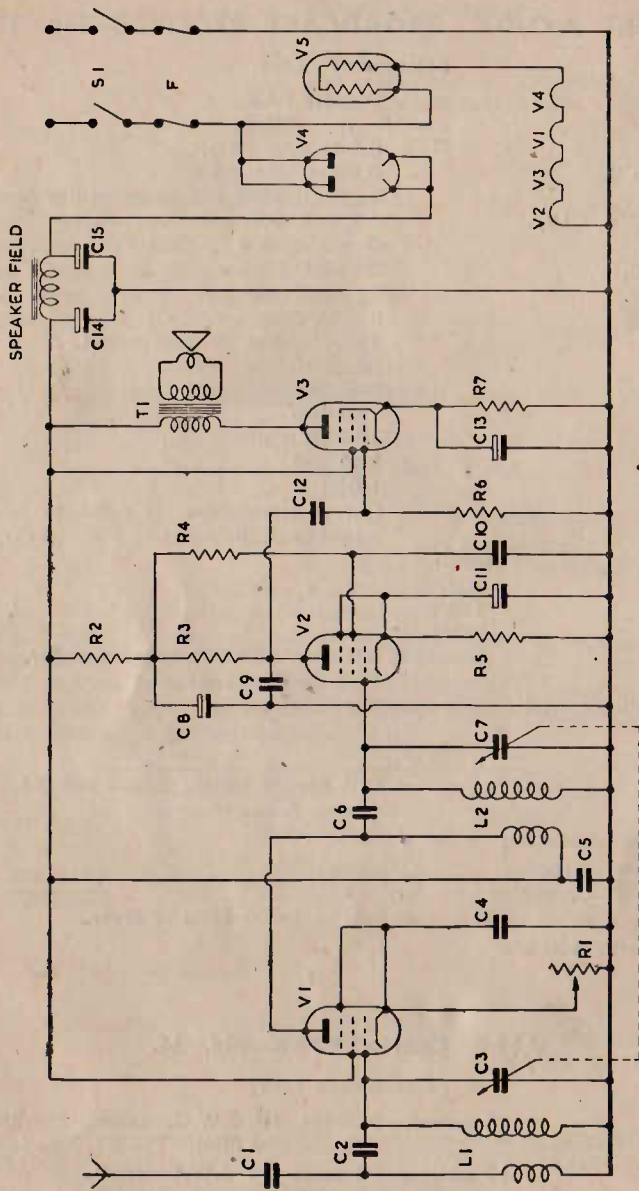 SPEAKER FIELD
S1
R2
R4
T1
C14
C15
F
C8
R3
C12
V4
V5
C9
V1
V2
V3
C1
C6
C2
C3
C4
C7
R5
C11
R6
C13
R7
L1
R1
L2
C5
C10
V2 V3 V1 V4